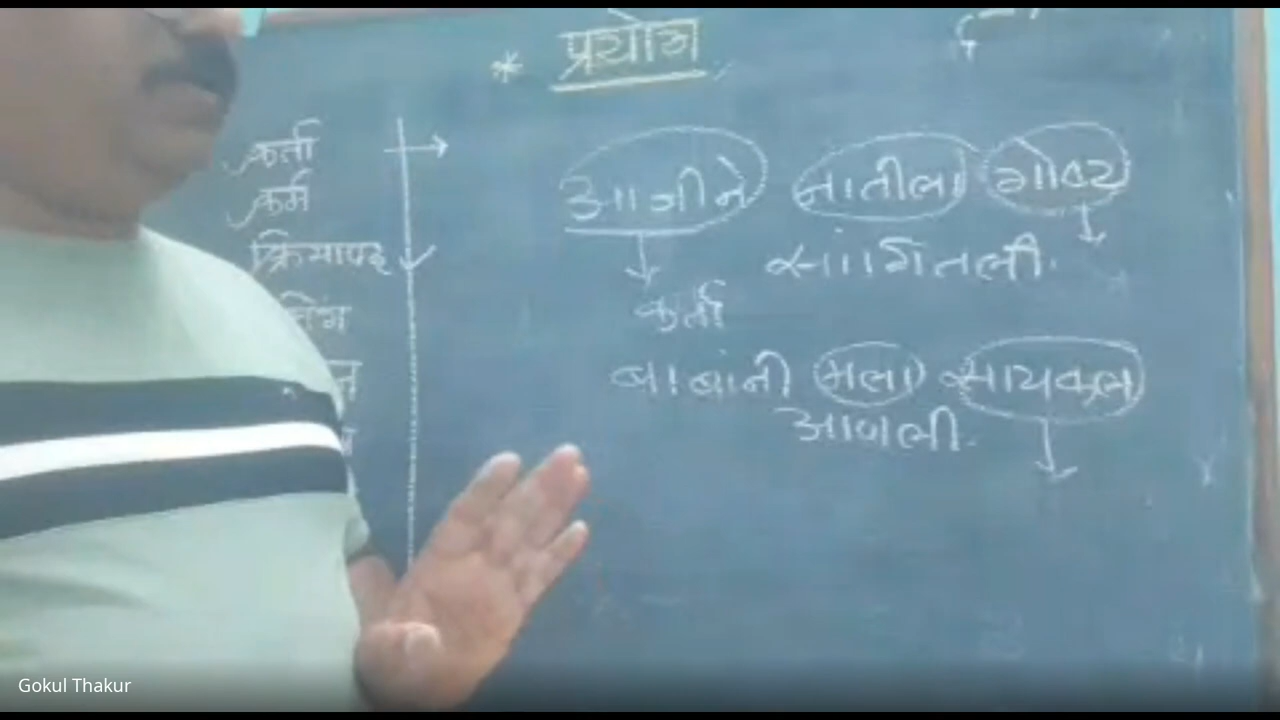 * प्रयोग
कर्ता
कर्म
क्रियापद
आजीने नातीला गोष्ट
सांगितली.
कर्ता
बाबांनी मला सायकल
आणली.
Gokul Thakur